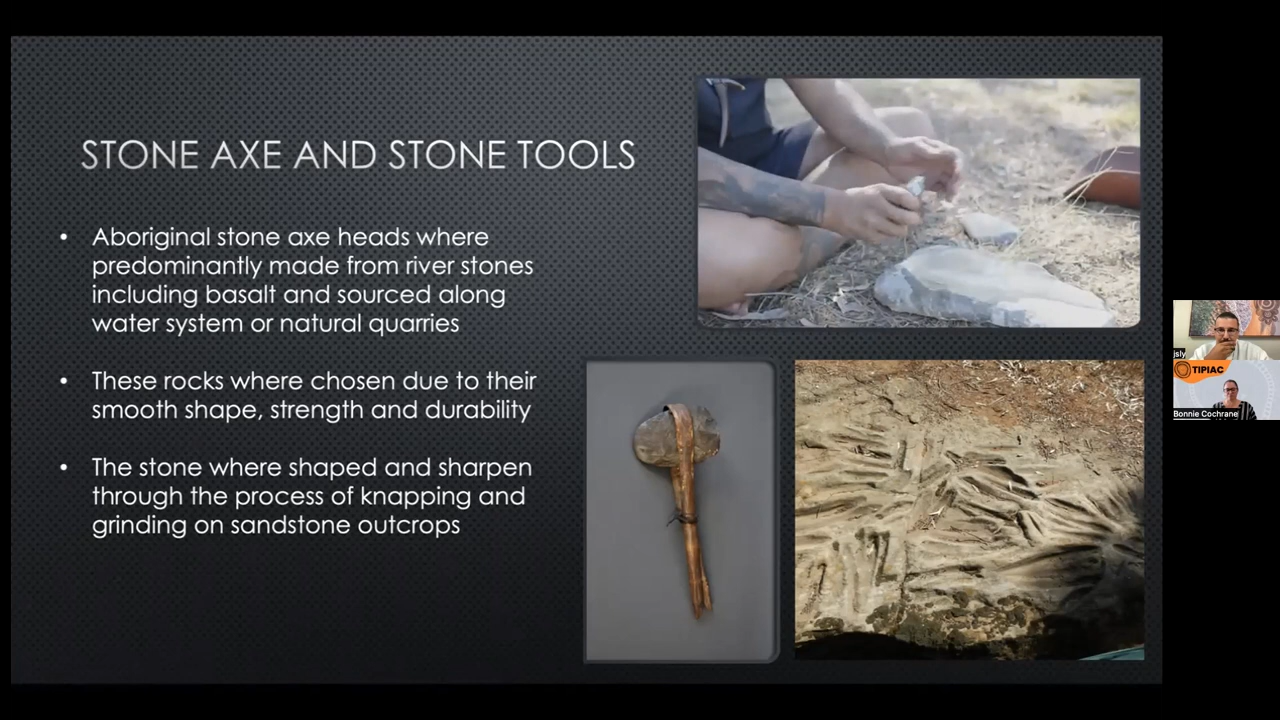 STONE AXE AND STONE TOOLS
• Aboriginal stone axe heads where
predominantly made from river stones
including basalt and sourced along
water system or natural quarries
• These rocks where chosen due to their
smooth shape, strength and durability
• The stone where shaped and sharpen
through the process of knapping and
grinding on sandstone outcrops
jsly
TIPIAC
Bonnie Cochrane